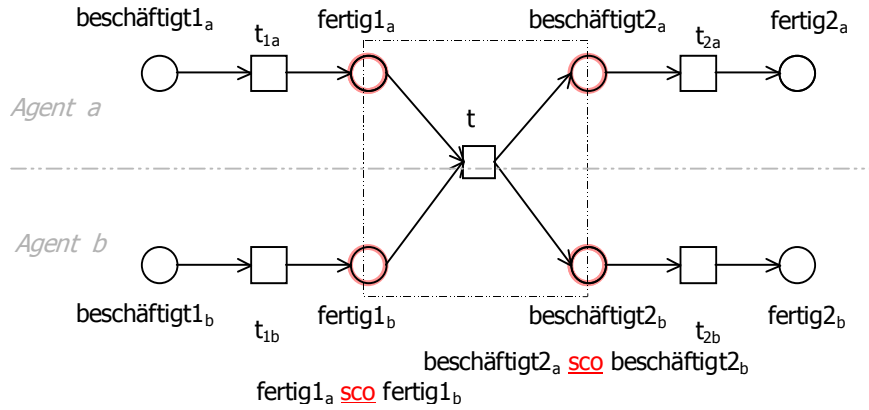 beschäftigt1a fertig1a beschäftigt2a fertig2a
t1a t2a
Agent a
t
Agent b
beschäftigt1b fertig1b beschäftigt2b fertig2b
t1b t2b
beschäftigt2a sco beschäftigt2b
fertig1a sco fertig1b